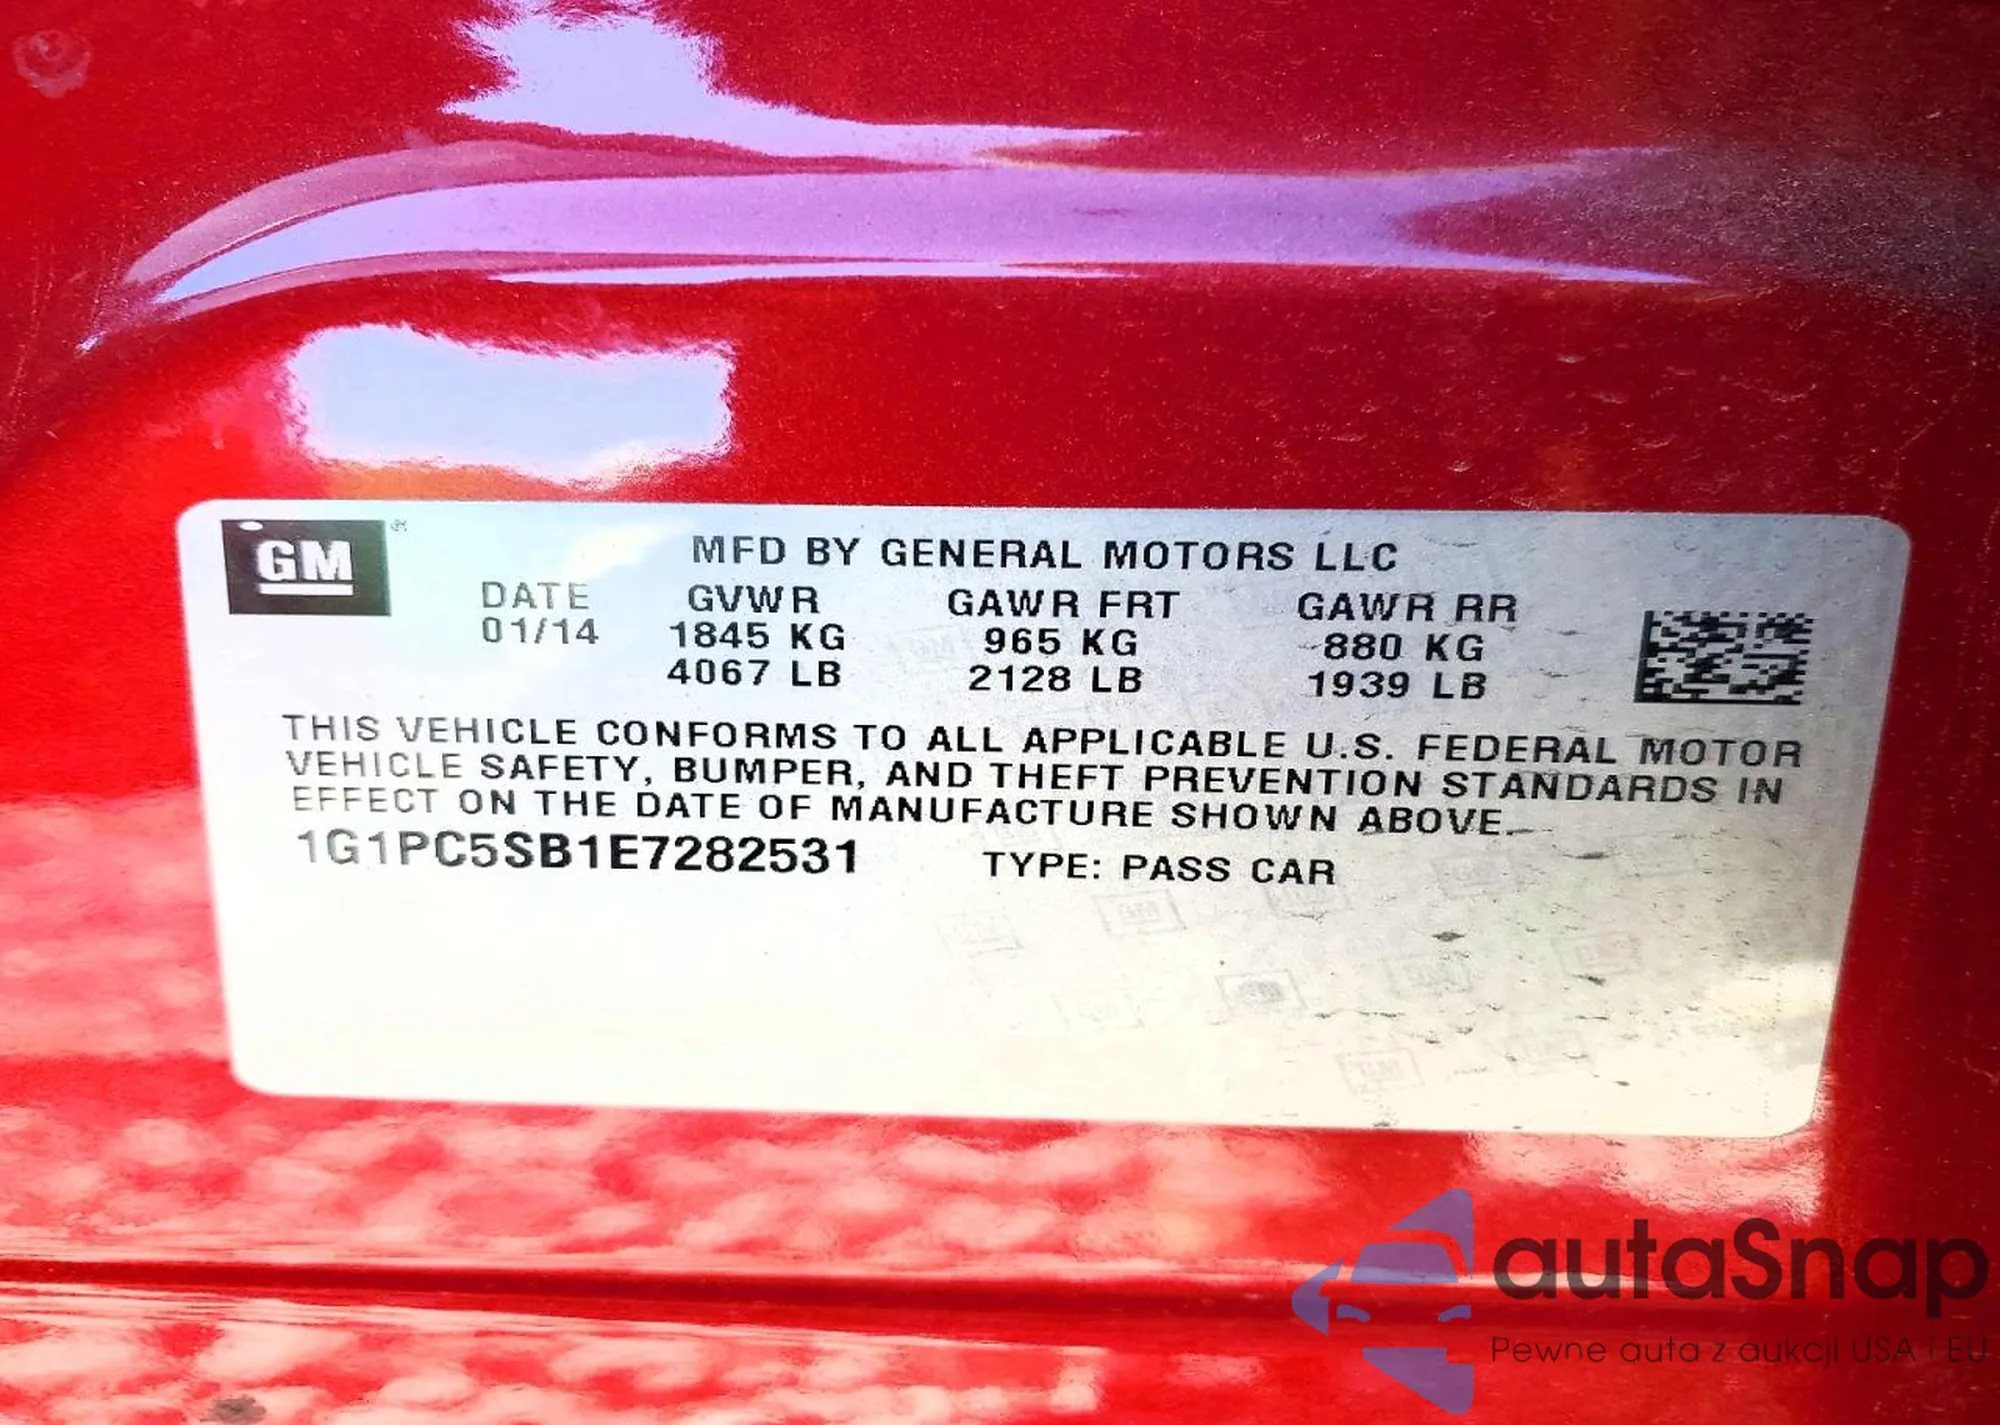 GM ®
MFD BY GENERAL MOTORS LLC
DATE GVWR GAWR FRT GAWR RR
01/14 1845 KG 965 KG 880 KG
4067 LB 2128 LB 1939 LB
THIS VEHICLE CONFORMS TO ALL APPLICABLE U.S. FEDERAL MOTOR
VEHICLE SAFETY, BUMPER, AND THEFT PREVENTION STANDARDS IN
EFFECT ON THE DATE OF MANUFACTURE SHOWN ABOVE.
1G1PC5SB1E7282531 TYPE: PASS CAR
autaSnap
Pewne auta z aukcji USA i EU